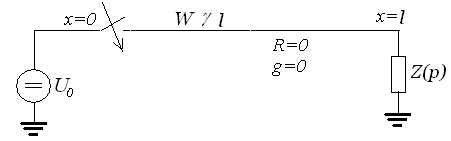 x=0
W γ l
x=l
R=0
g=0
U₀
Z(p)